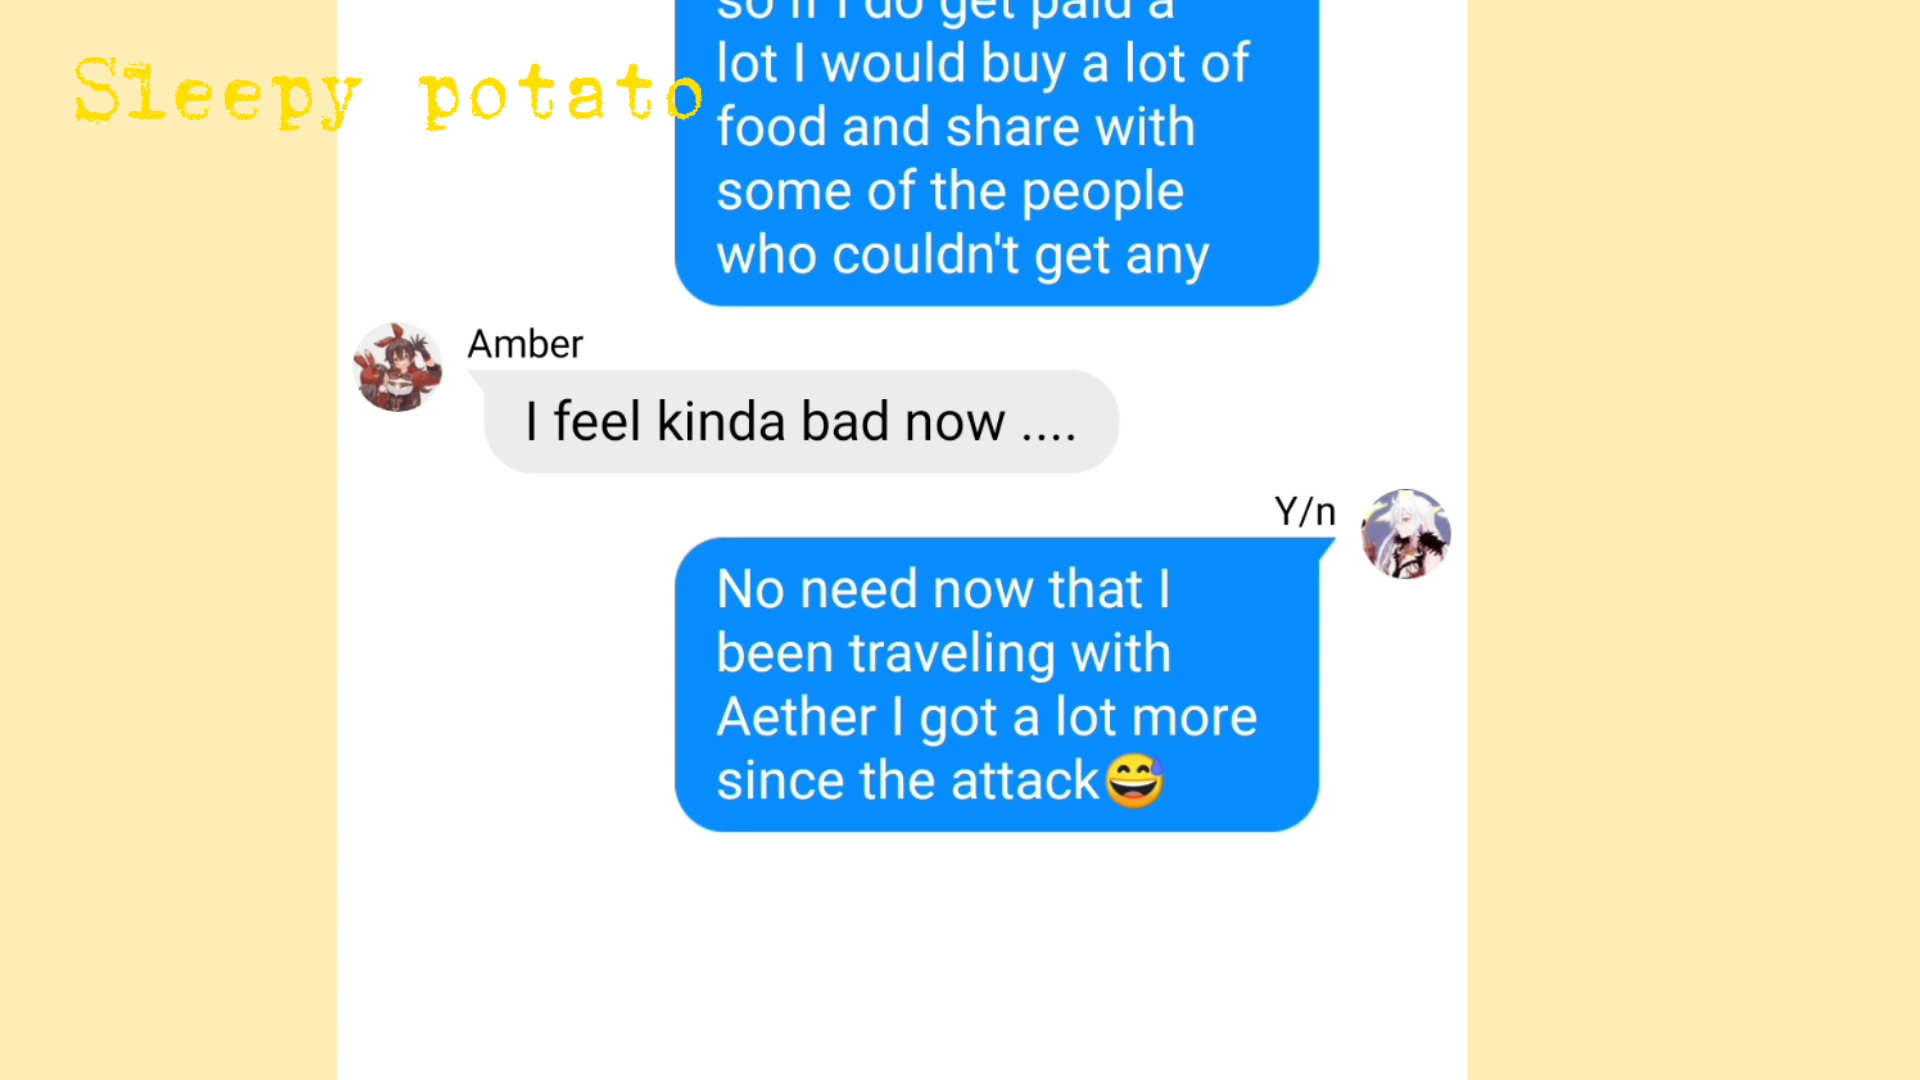 so if I do get paid a
lot I would buy a lot of
food and share with
some of the people
who couldn't get any
Sleepy potato
Amber
I feel kinda bad now ....
Y/n
No need now that I
been traveling with
Aether I got a lot more
since the attack😅